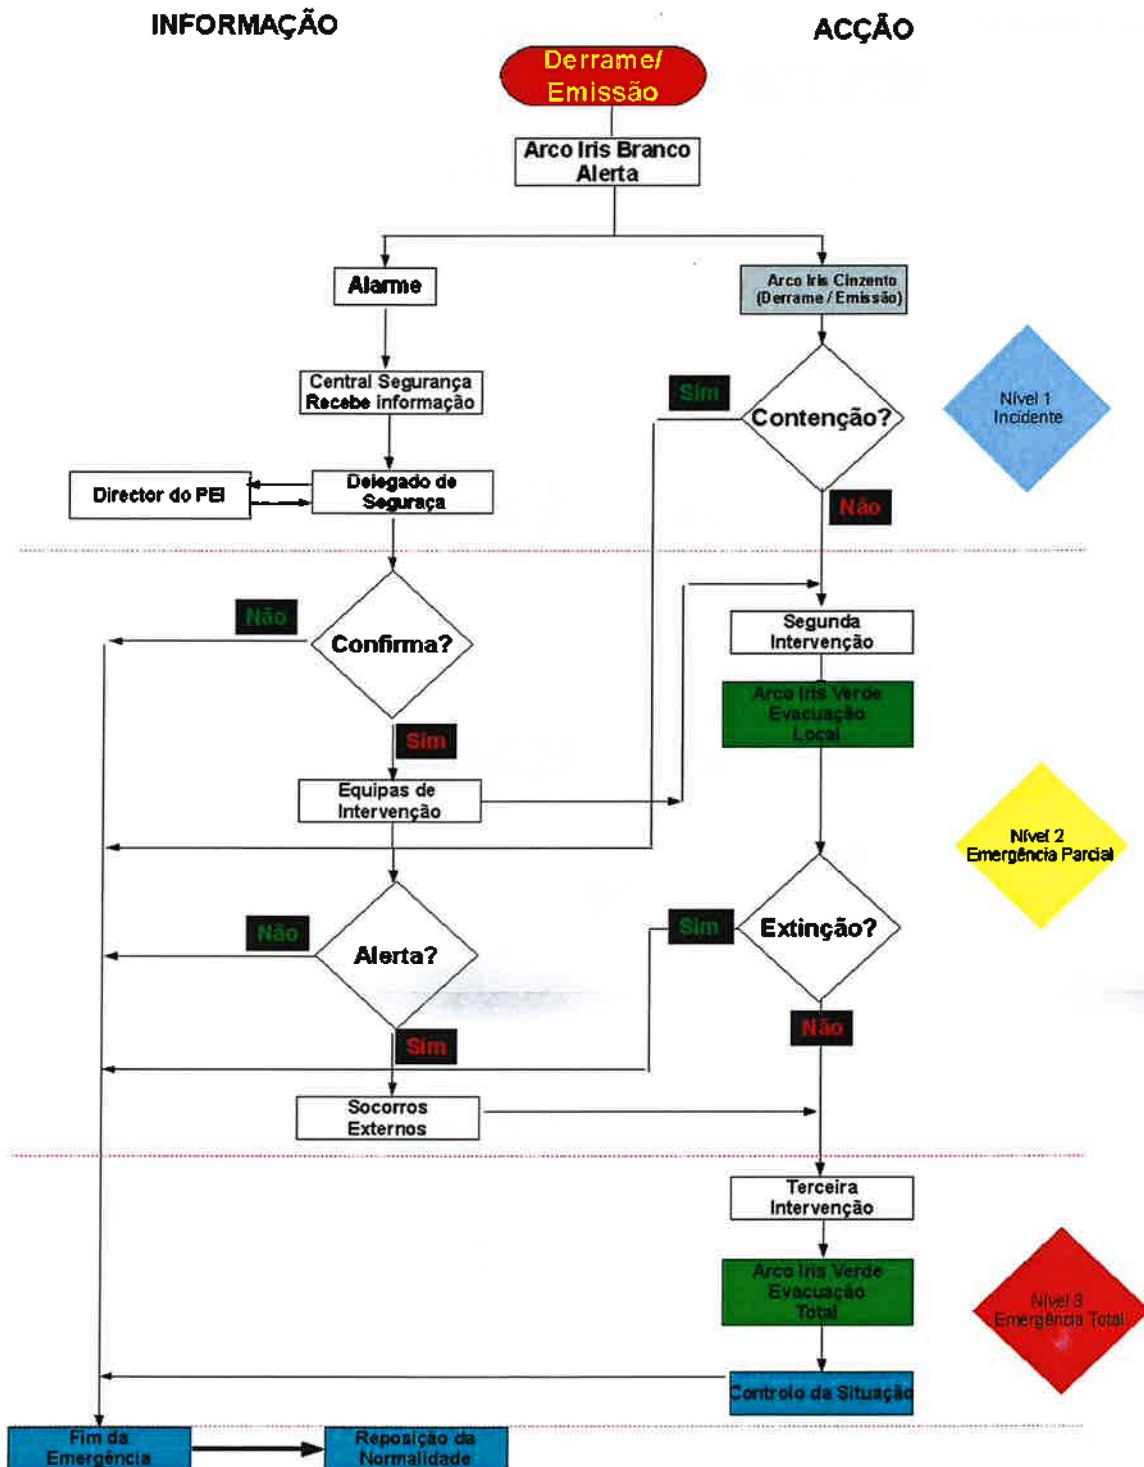 INFORMAÇÃO
ACÇÃO
Derrame/
Emissão
Arco Iris Branco
Alerta
Alarme
Arco Iris Cinzento
(Derrame / Emissão)
Central Segurança
Recebe informação
Sim
Contenção?
Nível 1
Incidente
Director do PEI
Delegado de
Seguraça
Não
Não
Confirma?
Segunda
Intervenção
Arco Iris Verde
Evacuação
Local
Sim
Equipas de
Intervenção
Nível 2
Emergência Parcial
Não
Alerta?
Sim
Extinção?
Não
Sim
Socorros
Externos
Terceira
Intervenção
Arco Iris Verde
Evacuação
Total
Nível 3
Emergência Total
Controlo da Situação
Fim da
Emergência
Reposição da
Normalidade